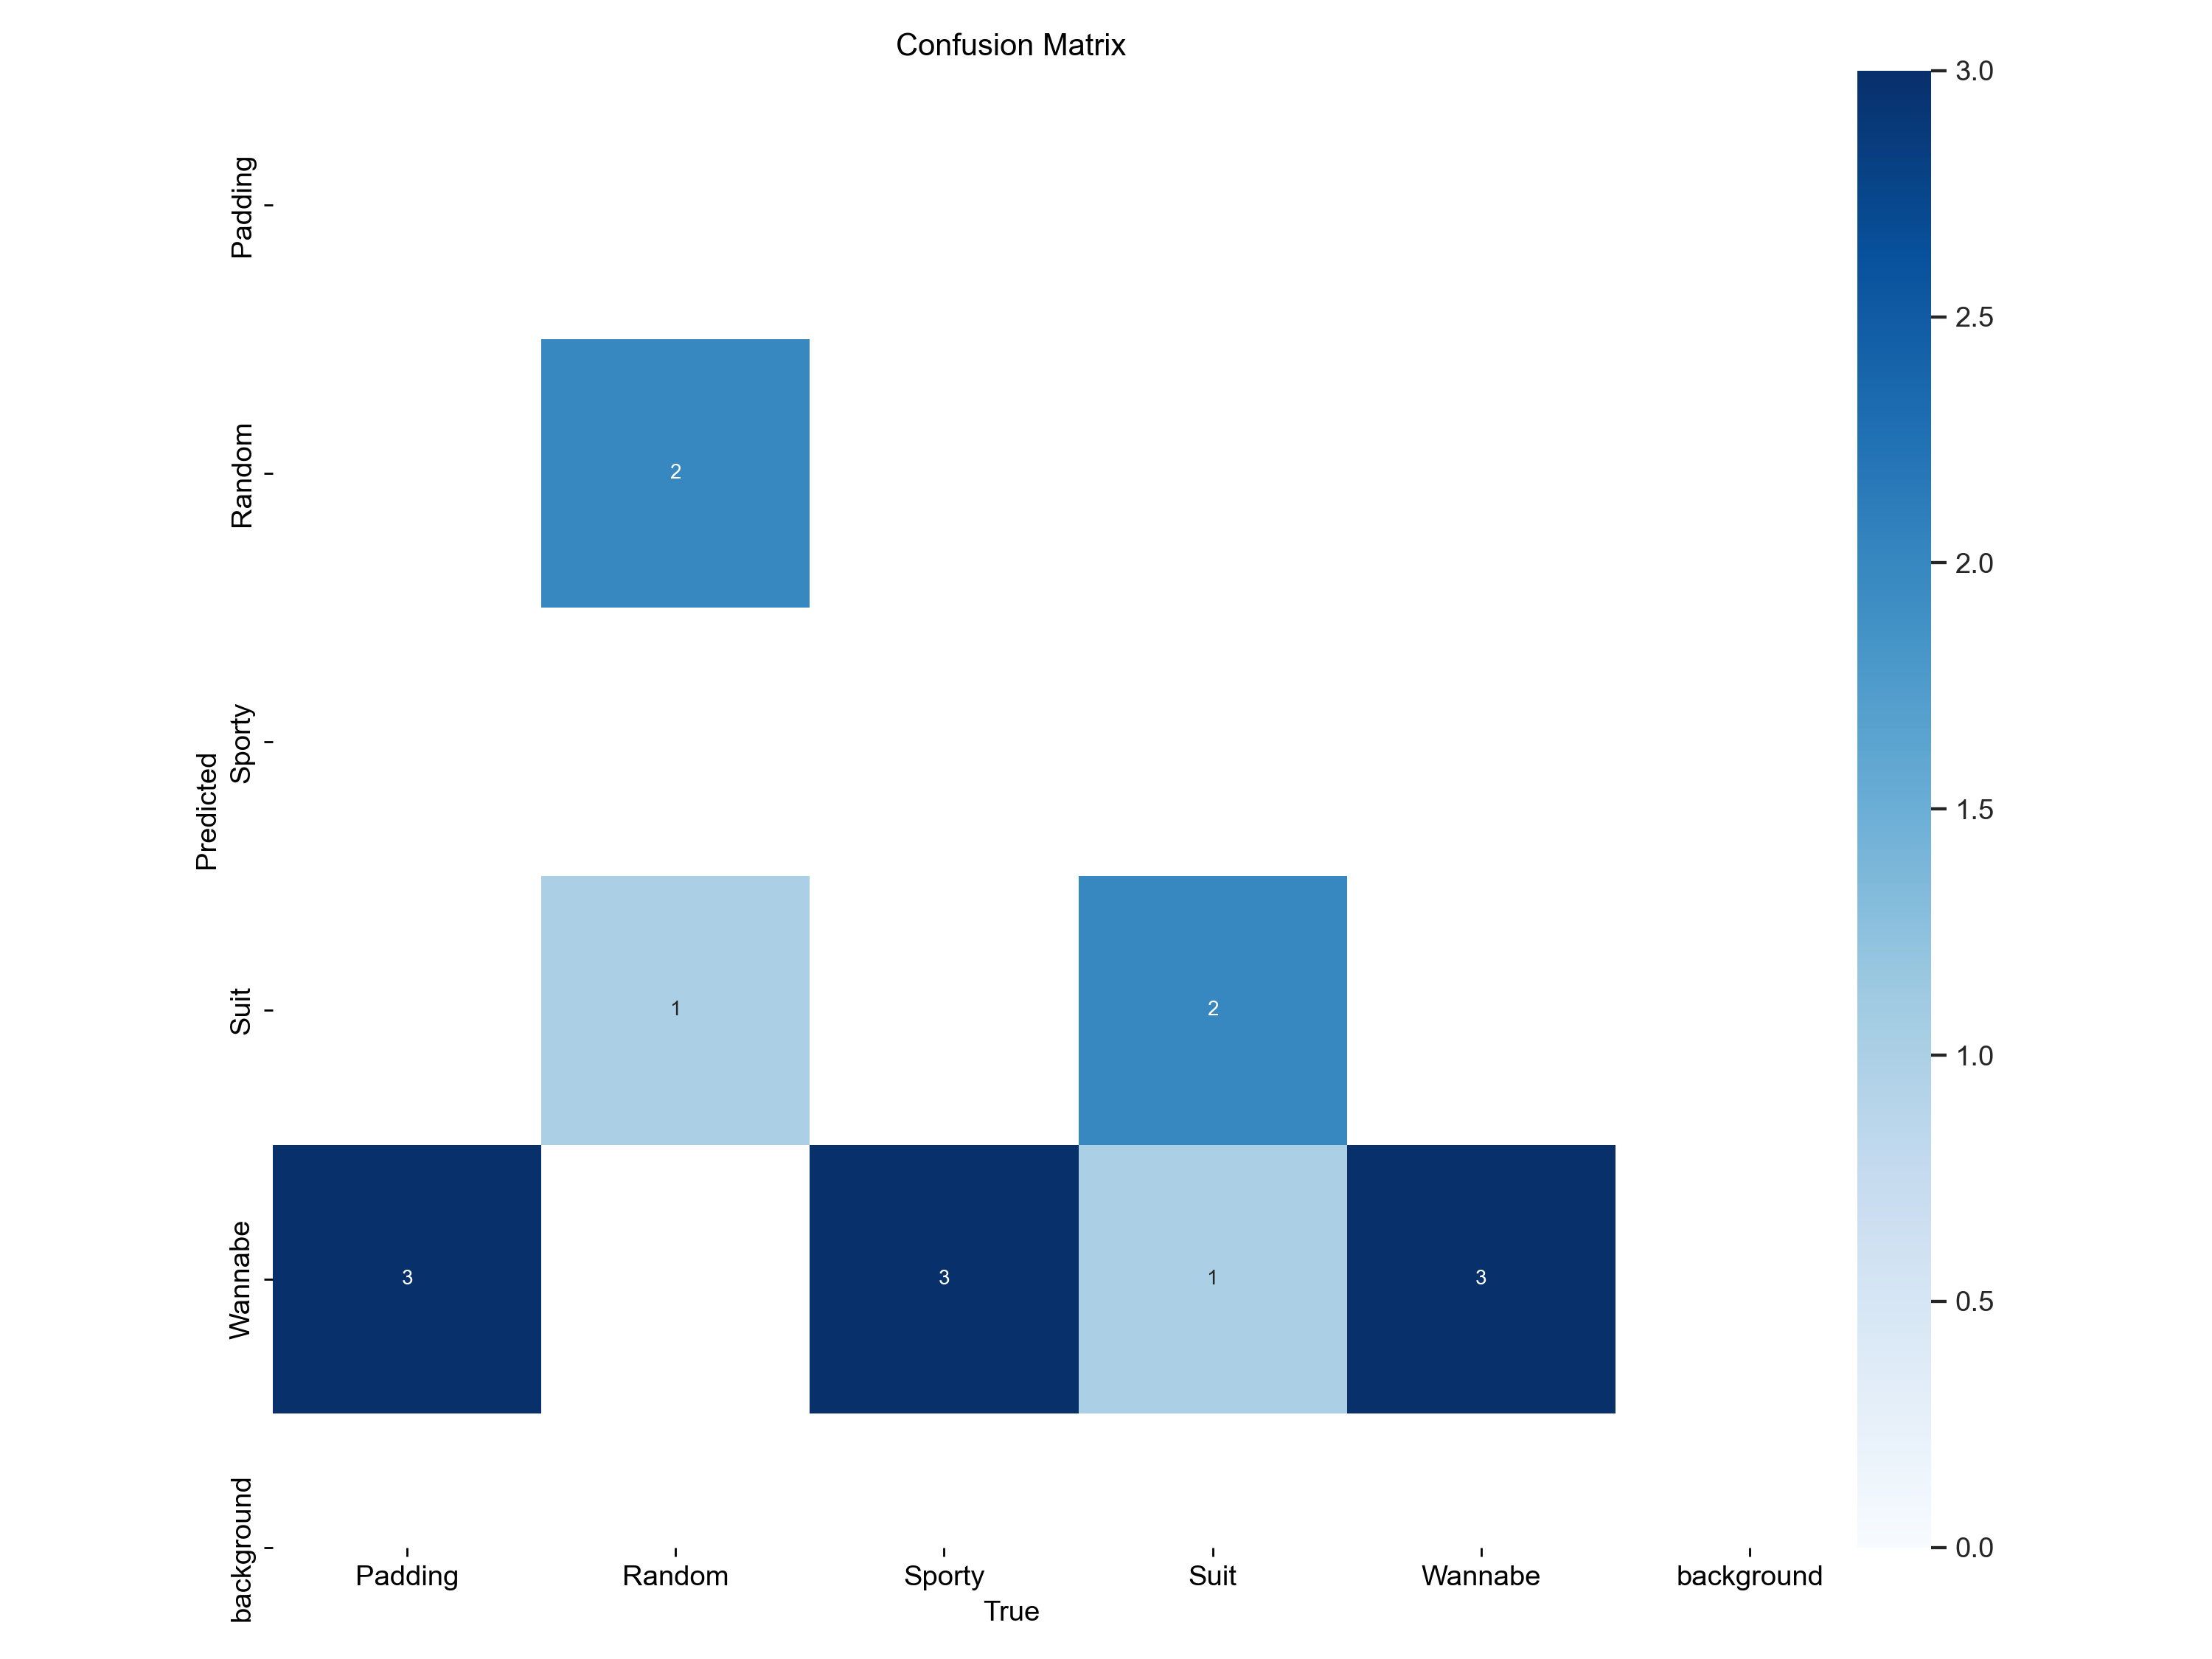 Confusion Matrix
Padding
Random
Sporty
Suit
Wannabe
background
Predicted
2
1
2
3
3
1
3
Padding
Random
Sporty
Suit
Wannabe
background
True
3.0
2.5
2.0
1.5
1.0
0.5
0.0